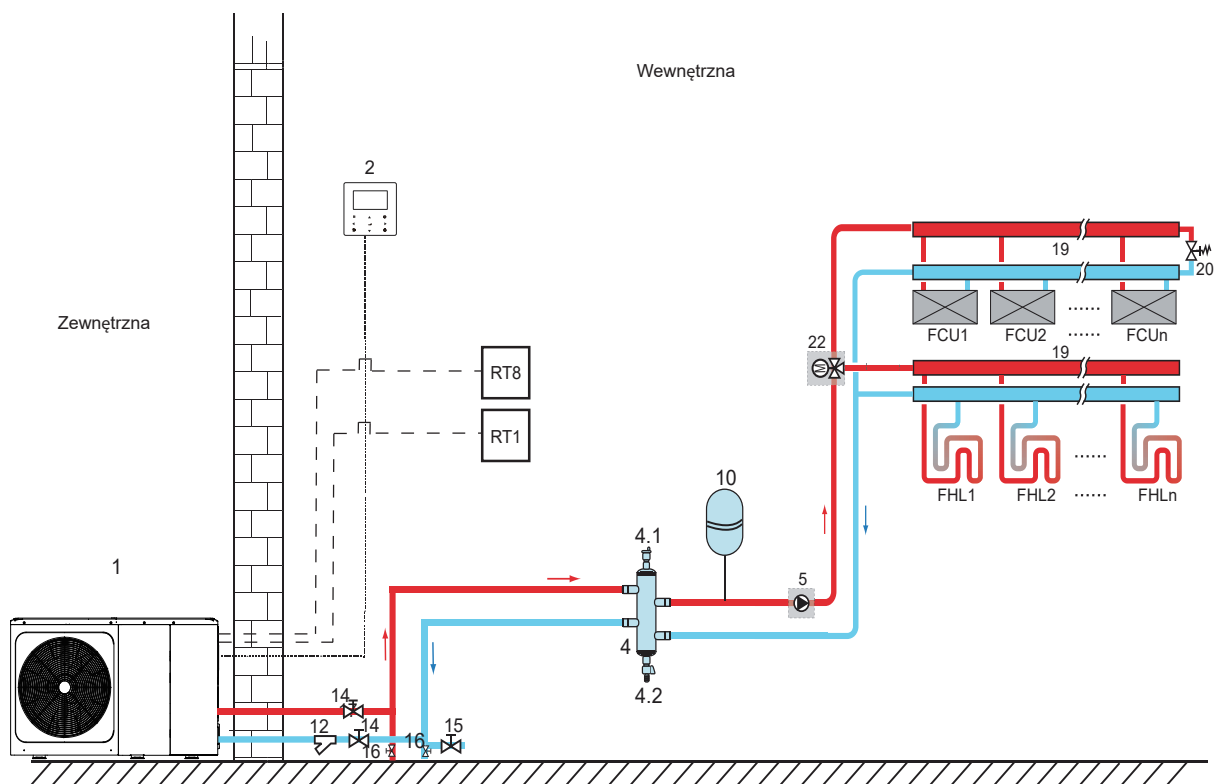 Wewnętrzna
2
19
20
Zewnętrzna
FCU1 FCU2 ...... FCUn
......
22
19
RT8
RT1
......
FHL1 FHL2 ...... FHLn
10
4.1
1
5
4
4.2
14
12 14 16 15
16